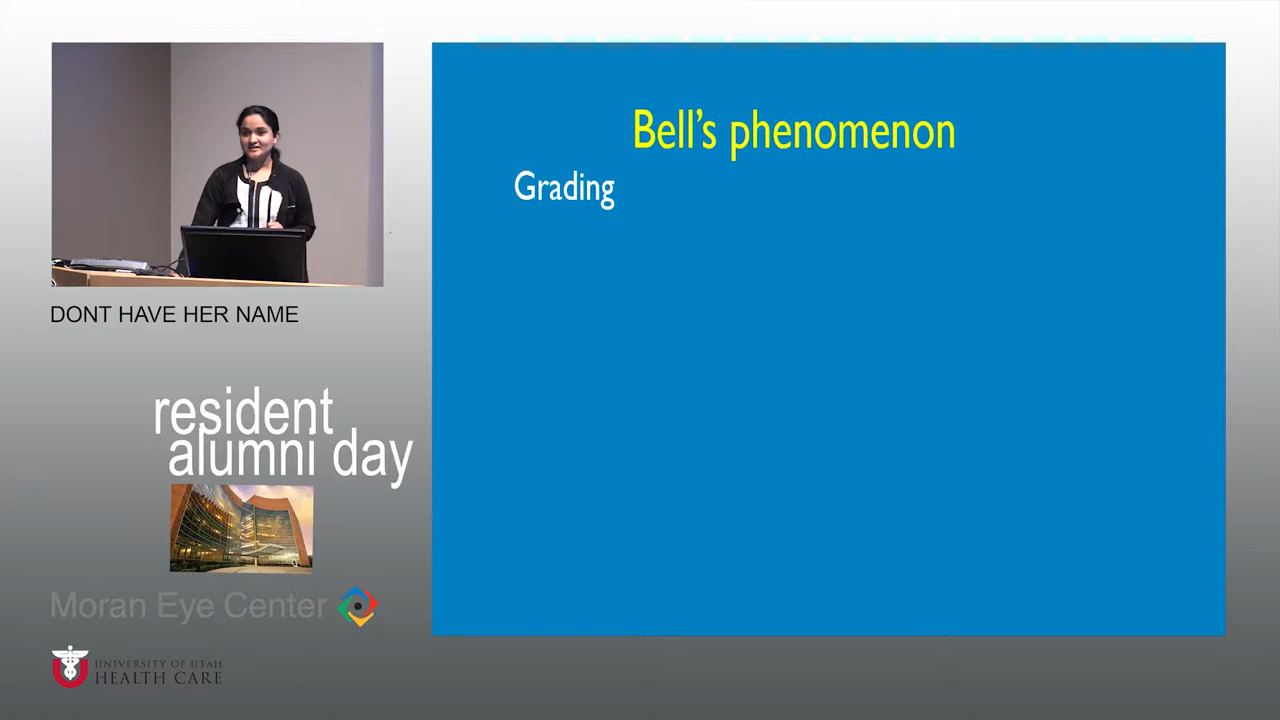 Bell's phenomenon
Grading
DONT HAVE HER NAME
resident
alumni day
Moran Eye Center
UNIVERSITY OF UTAH
HEALTH CARE